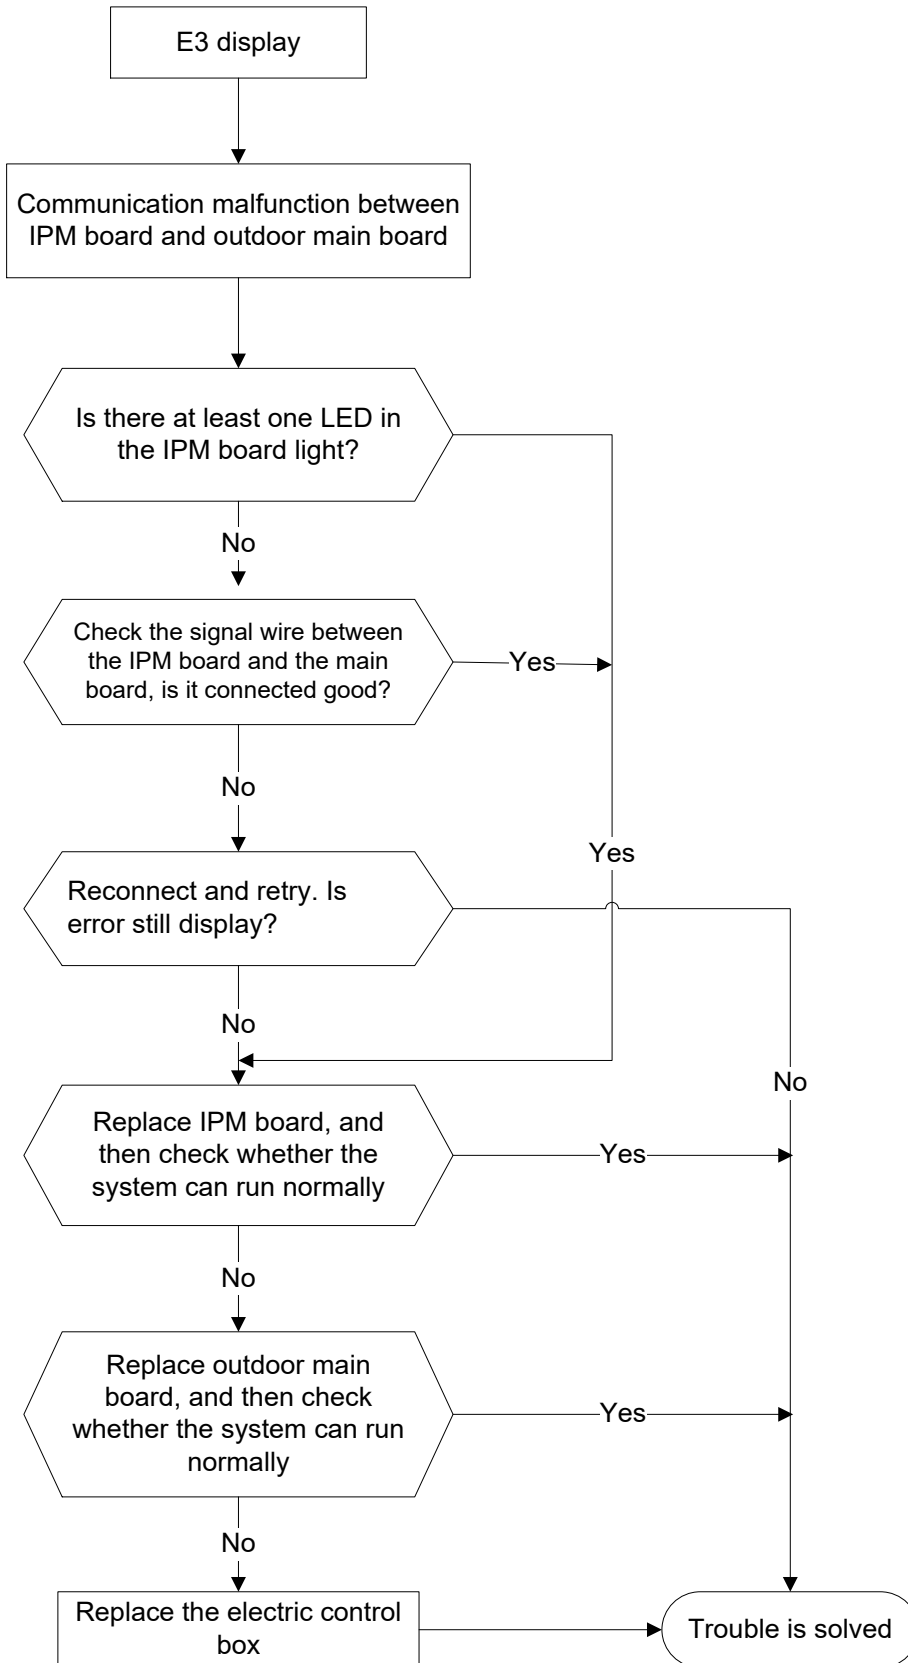 E3 display
Communication malfunction between
IPM board and outdoor main board
Is there at least one LED in
the IPM board light?
No
Check the signal wire between
the IPM board and the main
board, is it connected good?
Yes
No
Yes
Reconnect and retry. Is
error still display?
No
No
Replace IPM board, and
then check whether the
system can run normally
Yes
No
Replace outdoor main
board, and then check
whether the system can run
normally
Yes
No
Replace the electric control
box
Trouble is solved